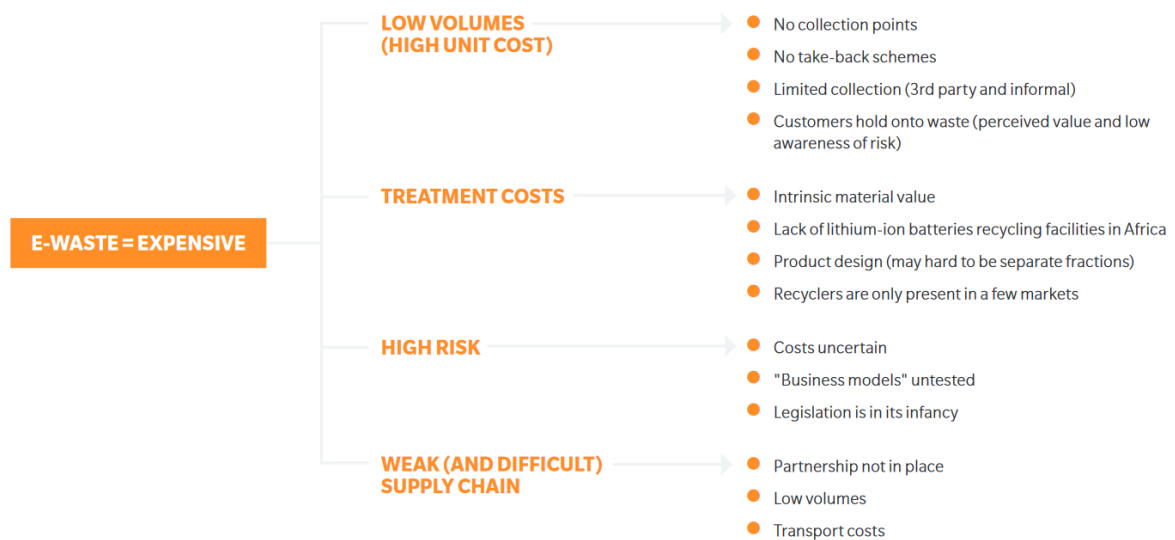 E-WASTE = EXPENSIVE
LOW VOLUMES
(HIGH UNIT COST)
No collection points
No take-back schemes
Limited collection (3rd party and informal)
Customers hold onto waste (perceived value and low
awareness of risk)
TREATMENT COSTS
Intrinsic material value
Lack of lithium-ion batteries recycling facilities in Africa
Product design (may hard to be separate fractions)
Recyclers are only present in a few markets
HIGH RISK
Costs uncertain
"Business models" untested
Legislation is in its infancy
WEAK (AND DIFFICULT)
SUPPLY CHAIN
Partnership not in place
Low volumes
Transport costs